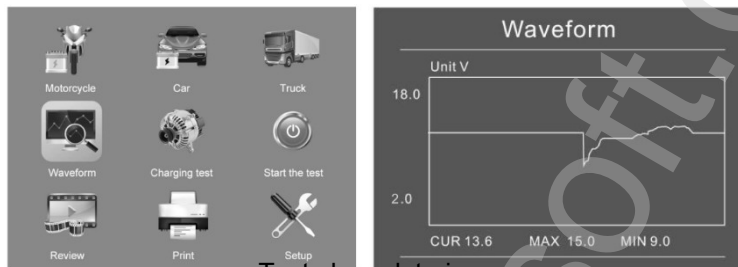 Motorcycle
Car
Truck
Waveform
Charging test
Start the test
Review
Print
Setup
Waveform
Unit V
18.0
2.0
CUR 13.6 MAX 15.0 MIN 9.0